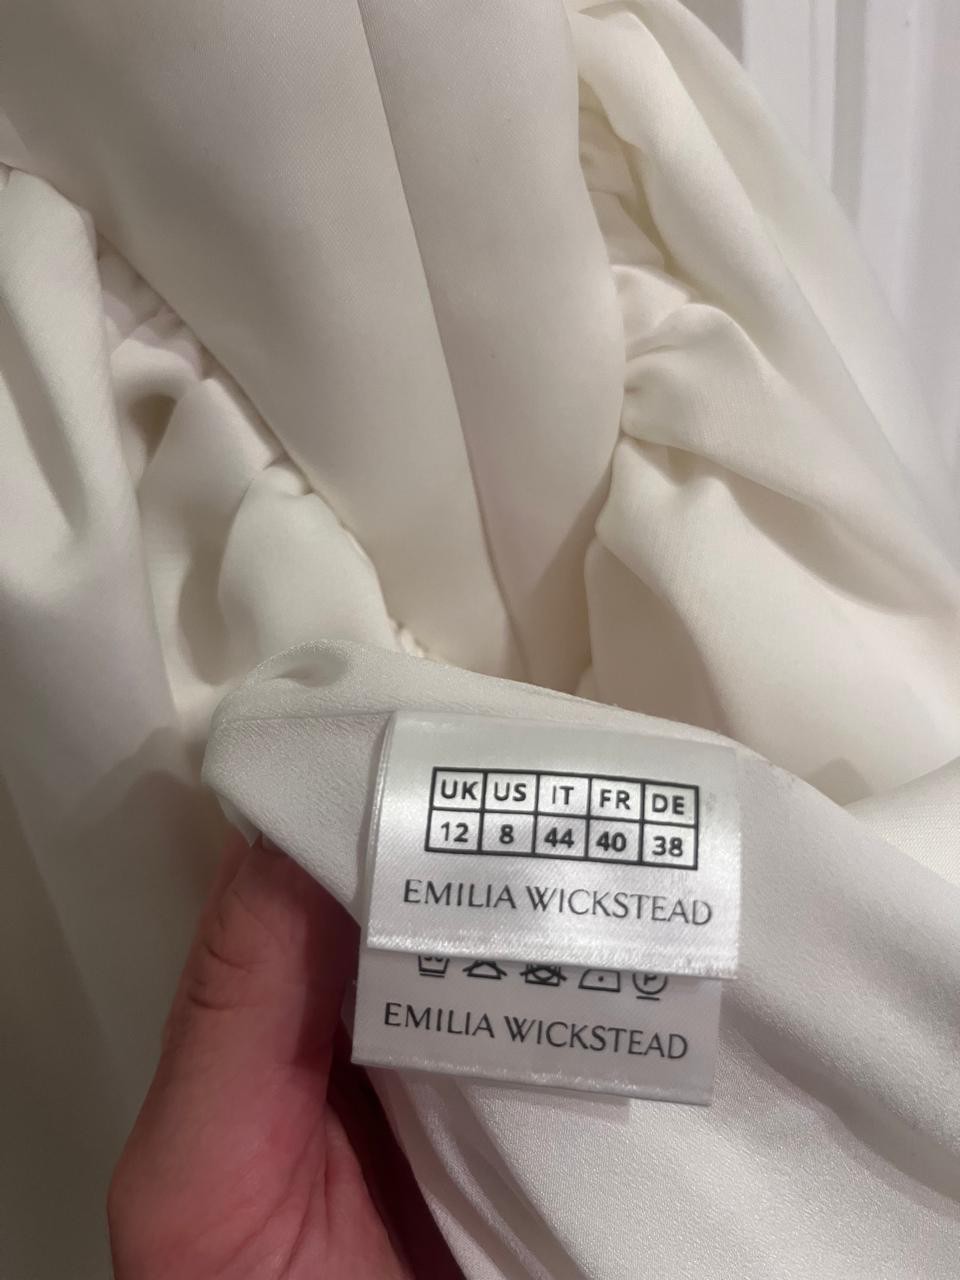 UK US IT FR DE
12 8 44 40 38
EMILIA WICKSTEAD
P
EMILIA WICKSTEAD